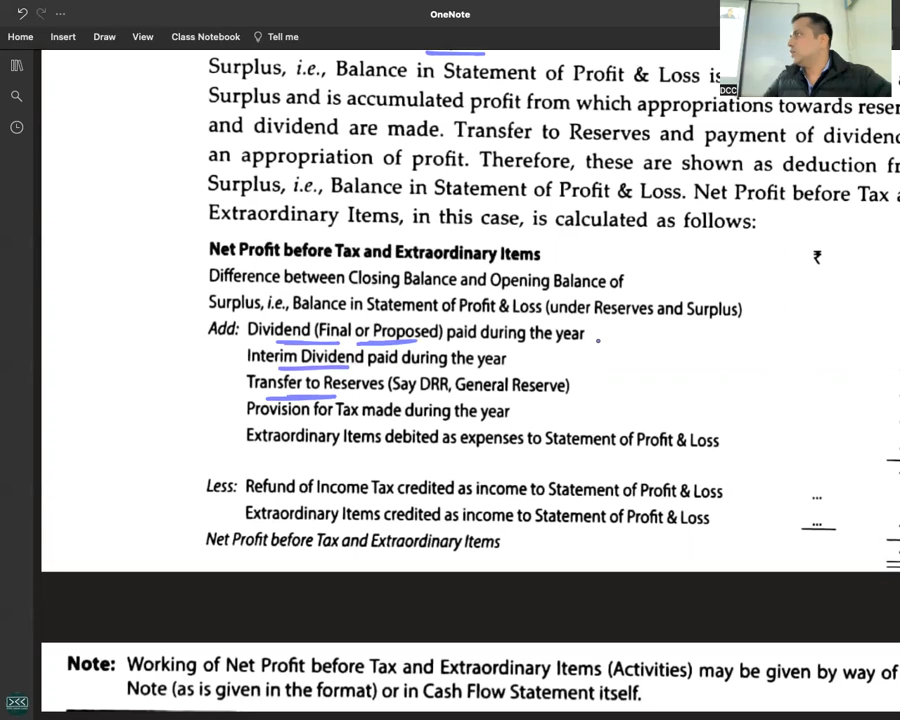 OneNote
Home Insert Draw View Class Notebook Tell me
DCC
Surplus, i.e., Balance in Statement of Profit & Loss is
Surplus and is accumulated profit from which appropriations towards
and dividend are made. Transfer to Reserves and payment of
an appropriation of profit. Therefore, these are shown as deduction
Surplus, i.e., Balance in Statement of Profit & Loss. Net Profit before Tax
Extraordinary Items, in this case, is calculated as follows:
Net Profit before Tax and Extraordinary Items ₹
Difference between Closing Balance and Opening Balance of
Surplus, i.e., Balance in Statement of Profit & Loss (under Reserves and Surplus)
Add: Dividend (Final or Proposed) paid during the year
Interim Dividend paid during the year
Transfer to Reserves (Say DRR, General Reserve)
Provision for Tax made during the year
Extraordinary Items debited as expenses to Statement of Profit & Loss
Less: Refund of Income Tax credited as income to Statement of Profit & Loss ...
Extraordinary Items credited as income to Statement of Profit & Loss ...
Net Profit before Tax and Extraordinary Items
Note: Working of Net Profit before Tax and Extraordinary Items (Activities) may be given by way of
Note (as is given in the format) or in Cash Flow Statement itself.